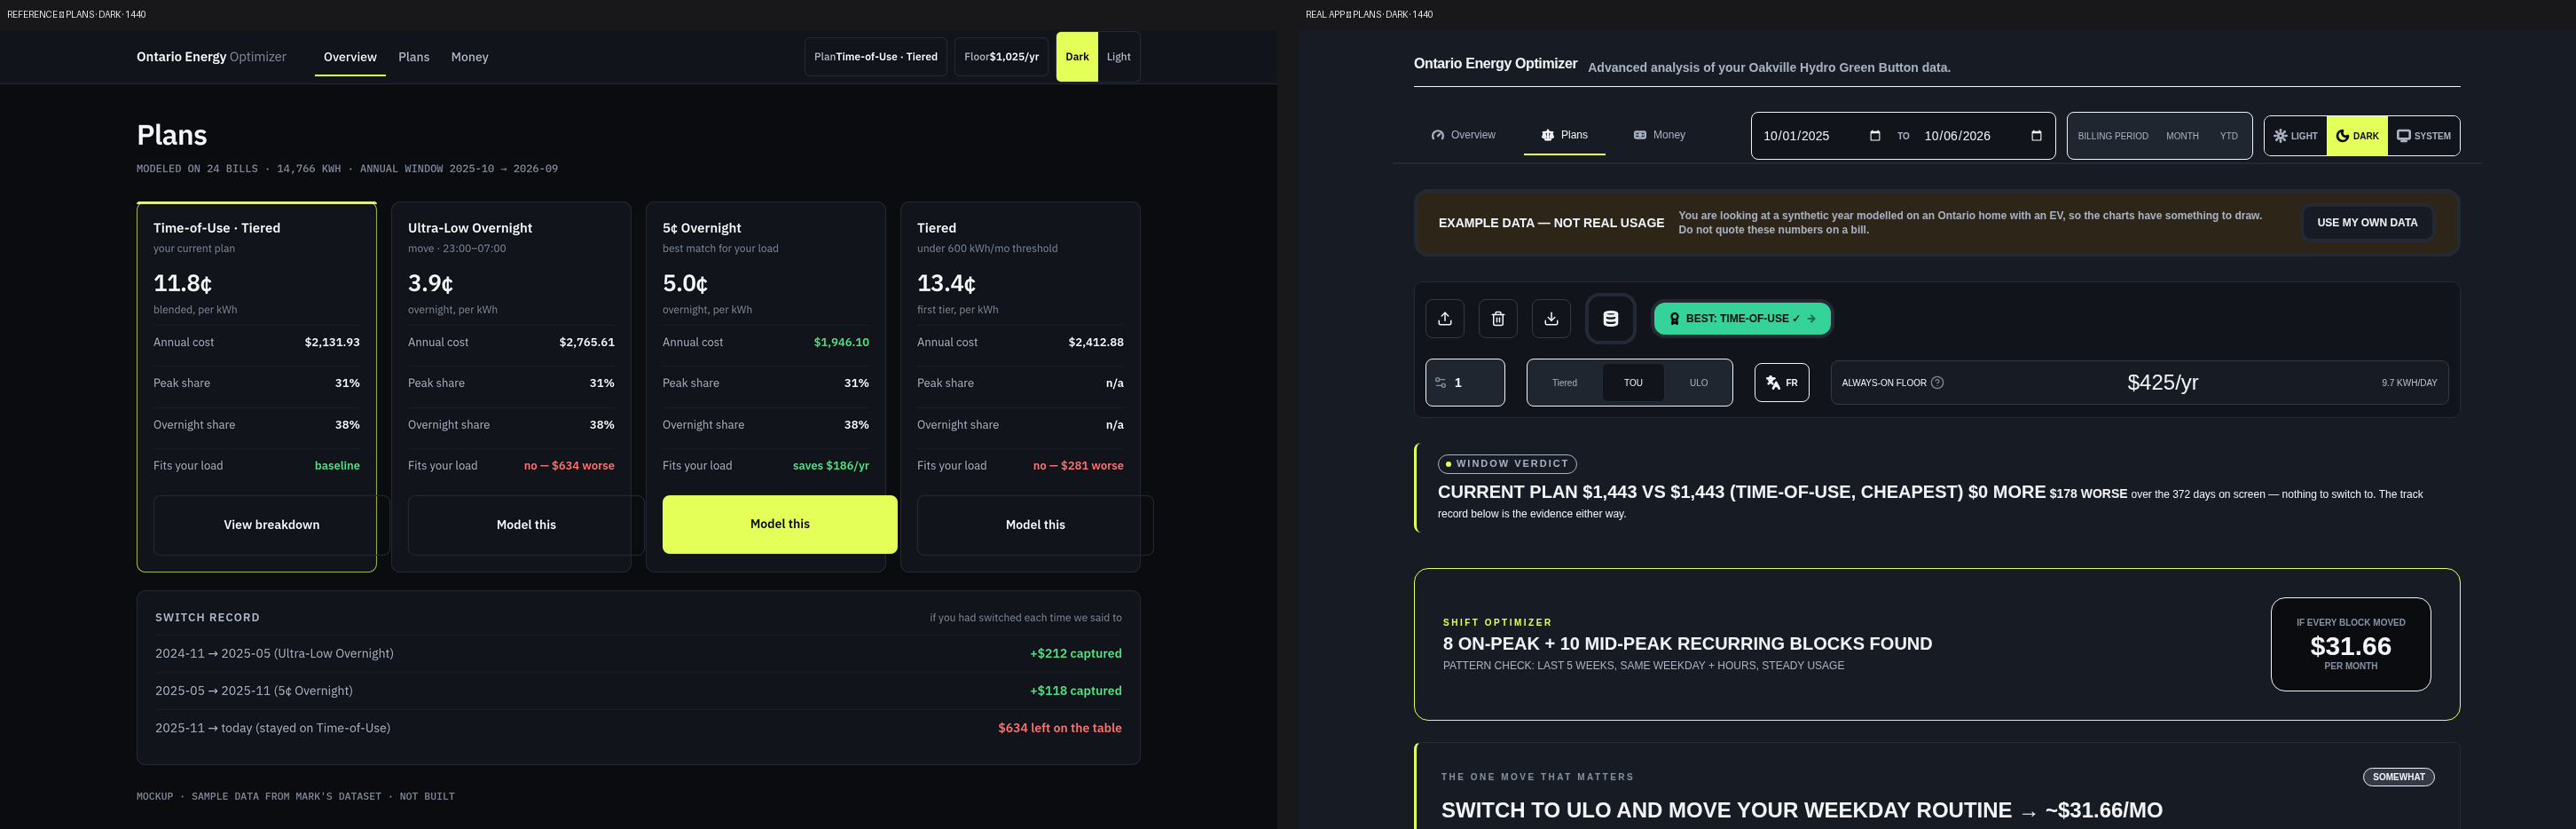 REFERENCE PLANS·DARK·1440
Ontario Energy Optimizer
Overview
Plans
Money
PlanTime-of-Use · Tiered
Floor$1,025/yr
Dark
Light
Plans
MODELED ON 24 BILLS · 14,766 KWH · ANNUAL WINDOW 2025-10 → 2026-09
Time-of-Use · Tiered
your current plan
11.8¢
blended, per kWh
Annual cost $2,131.93
Peak share 31%
Overnight share 38%
Fits your load baseline
View breakdown
Ultra-Low Overnight
move · 23:00–07:00
3.9¢
overnight, per kWh
Annual cost $2,765.61
Peak share 31%
Overnight share 38%
Fits your load no — $634 worse
Model this
5¢ Overnight
best match for your load
5.0¢
overnight, per kWh
Annual cost $1,946.10
Peak share 31%
Overnight share 38%
Fits your load saves $186/yr
Model this
Tiered
under 600 kWh/mo threshold
13.4¢
first tier, per kWh
Annual cost $2,412.88
Peak share n/a
Overnight share n/a
Fits your load no — $281 worse
Model this
SWITCH RECORD if you had switched each time we said to
2024-11 → 2025-05 (Ultra-Low Overnight) +$212 captured
2025-05 → 2025-11 (5¢ Overnight) +$118 captured
2025-11 → today (stayed on Time-of-Use) $634 left on the table
MOCKUP · SAMPLE DATA FROM MARK'S DATASET · NOT BUILT
REAL APP PLANS·DARK·1440
Ontario Energy Optimizer Advanced analysis of your Oakville Hydro Green Button data.
Overview
Plans
Money
10/01/2025 TO 10/06/2026
BILLING PERIOD MONTH YTD
LIGHT DARK SYSTEM
EXAMPLE DATA — NOT REAL USAGE
You are looking at a synthetic year modelled on an Ontario home with an EV, so the charts have something to draw.
Do not quote these numbers on a bill.
USE MY OWN DATA
BEST: TIME-OF-USE ✓ →
1
Tiered TOU ULO
FR
ALWAYS-ON FLOOR ? $425/yr 9.7 KWH/DAY
WINDOW VERDICT
CURRENT PLAN $1,443 VS $1,443 (TIME-OF-USE, CHEAPEST) $0 MORE $178 WORSE over the 372 days on screen — nothing to switch to. The track
record below is the evidence either way.
SHIFT OPTIMIZER
8 ON-PEAK + 10 MID-PEAK RECURRING BLOCKS FOUND
PATTERN CHECK: LAST 5 WEEKS, SAME WEEKDAY + HOURS, STEADY USAGE
IF EVERY BLOCK MOVED
$31.66
PER MONTH
THE ONE MOVE THAT MATTERS
SOMEWHAT
SWITCH TO ULO AND MOVE YOUR WEEKDAY ROUTINE → ~$31.66/MO